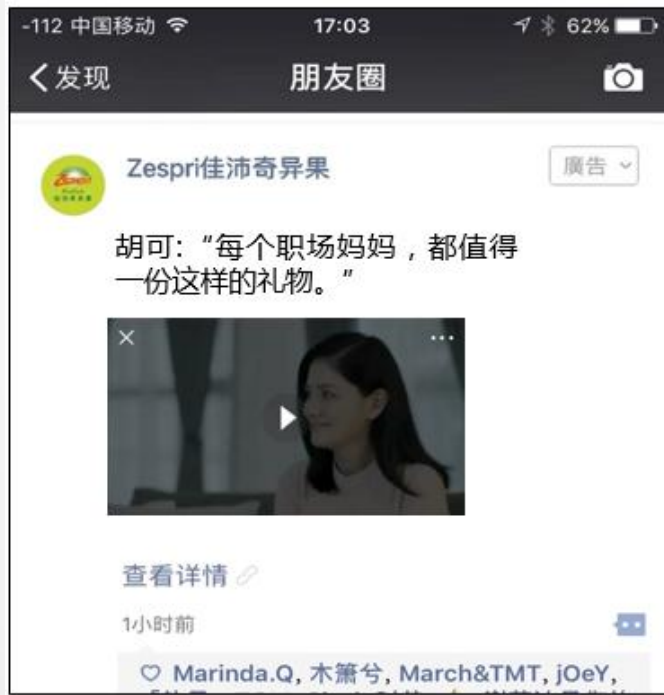 -112 中国移动 17:03 62%
发现 朋友圈
Zespri佳沛奇异果 廣告
胡可:“每个职场妈妈,都值得
一份这样的礼物。”
查看详情
1小时前
Marinda.Q, 木箫兮, March&TMT, jOeY,